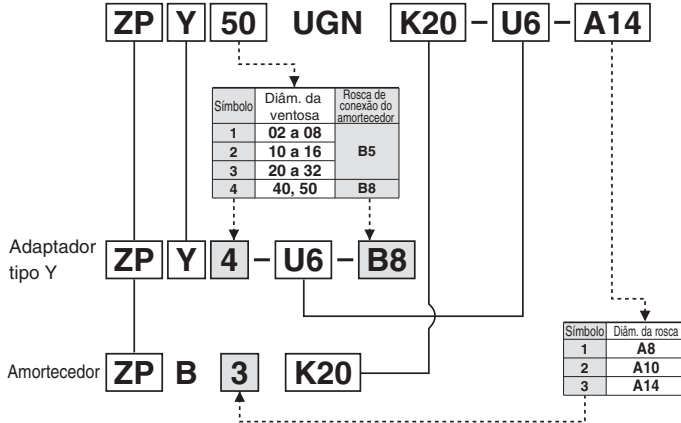 ZP Y 50 UGN K20 – U6 – A14
Símbolo Diâm. da ventosa Rosca de conexão do amortecedor
1 02 a 08 B5
2 10 a 16
3 20 a 32
4 40, 50 B8
Adaptador tipo Y ZP Y 4 – U6 – B8
Símbolo Diâm. da rosca
1 A8
2 A10
3 A14
Amortecedor ZP B 3 K20